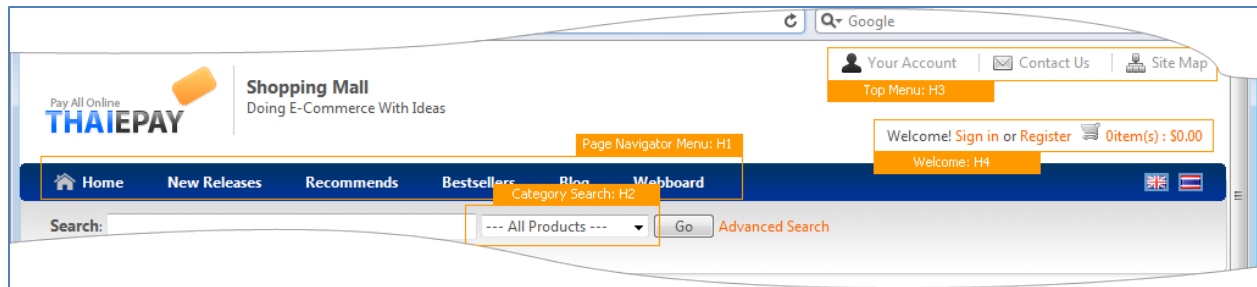 Google
Your Account
Contact Us
Site Map
Top Menu: H3
Shopping Mall
Doing E-Commerce With Ideas
Pay All Online
THAIEPAY
Welcome! Sign in or Register 0item(s) : $0.00
Welcome: H4
Page Navigator Menu: H1
Home New Releases Recommends Bestsellers Blog Webboard
Category Search: H2
Search: --- All Products --- Go Advanced Search